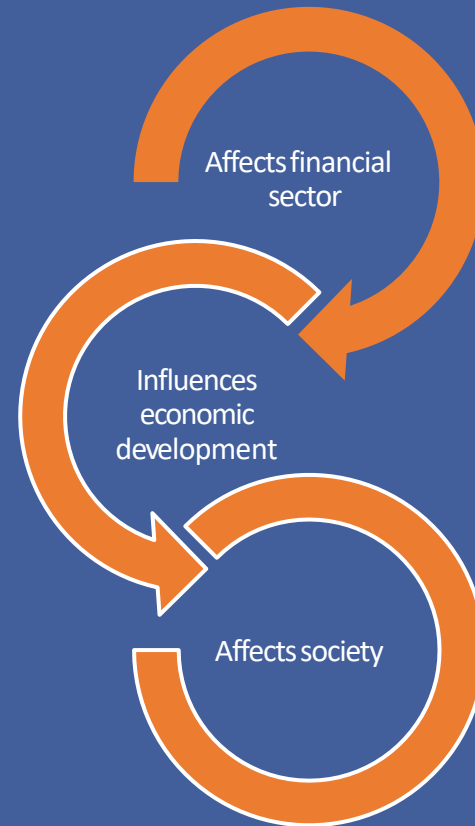 Affects financial
sector
Influences
economic
development
Affects society